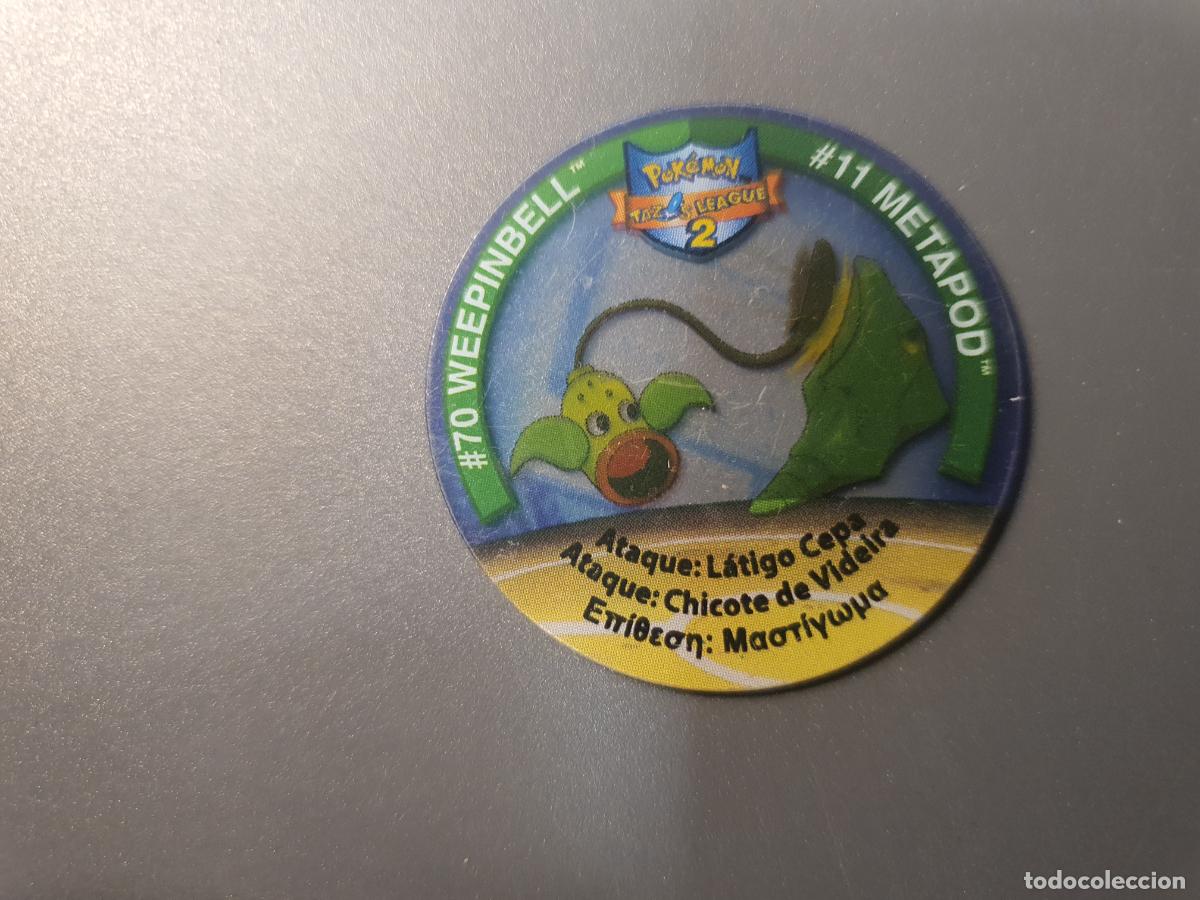 POKÉMON
TAZOS LEAGUE
2
#70 WEEPINBELL™
#11 METAPOD™
Ataque: Látigo Cepa
Ataque: Chicote de Videira
Επίθεση: Μαστίγωμα
todocoleccion